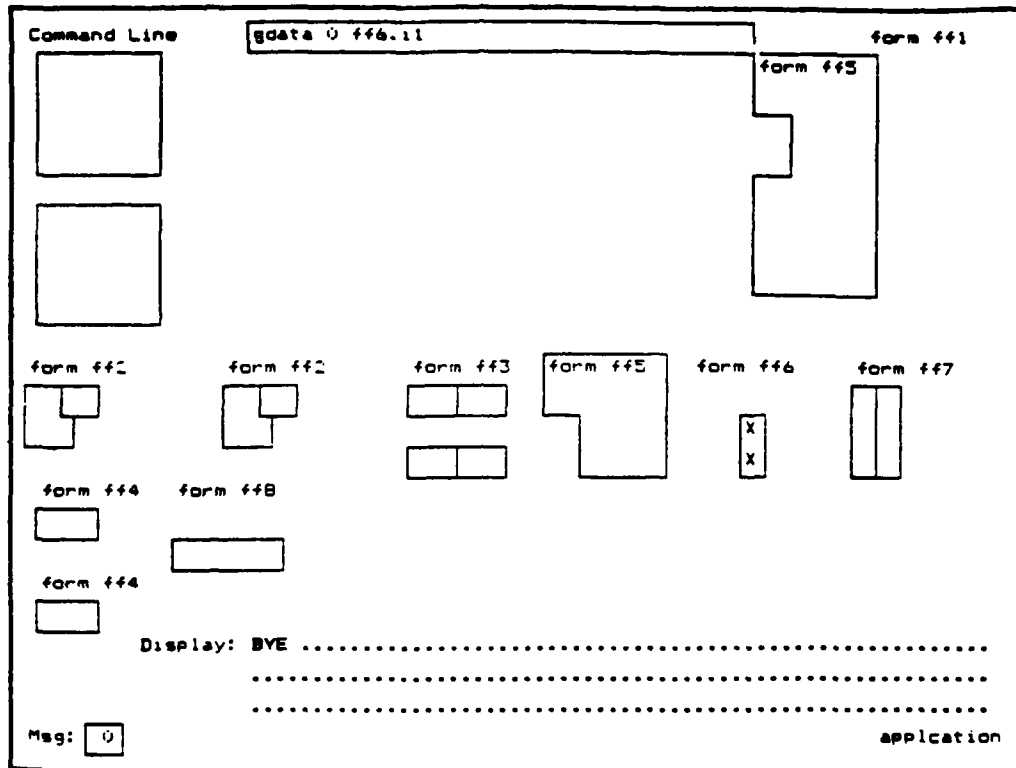 Command Line gdata 0 ff6.i1 form ff1
form ff5
form ff2 form ff2 form ff3 form ff5 form ff6 form ff7
X
X
form ff4 form ff8
form ff4
Display: BYE ..............................................................
...................................................................
...................................................................
Msg: 0 applcation